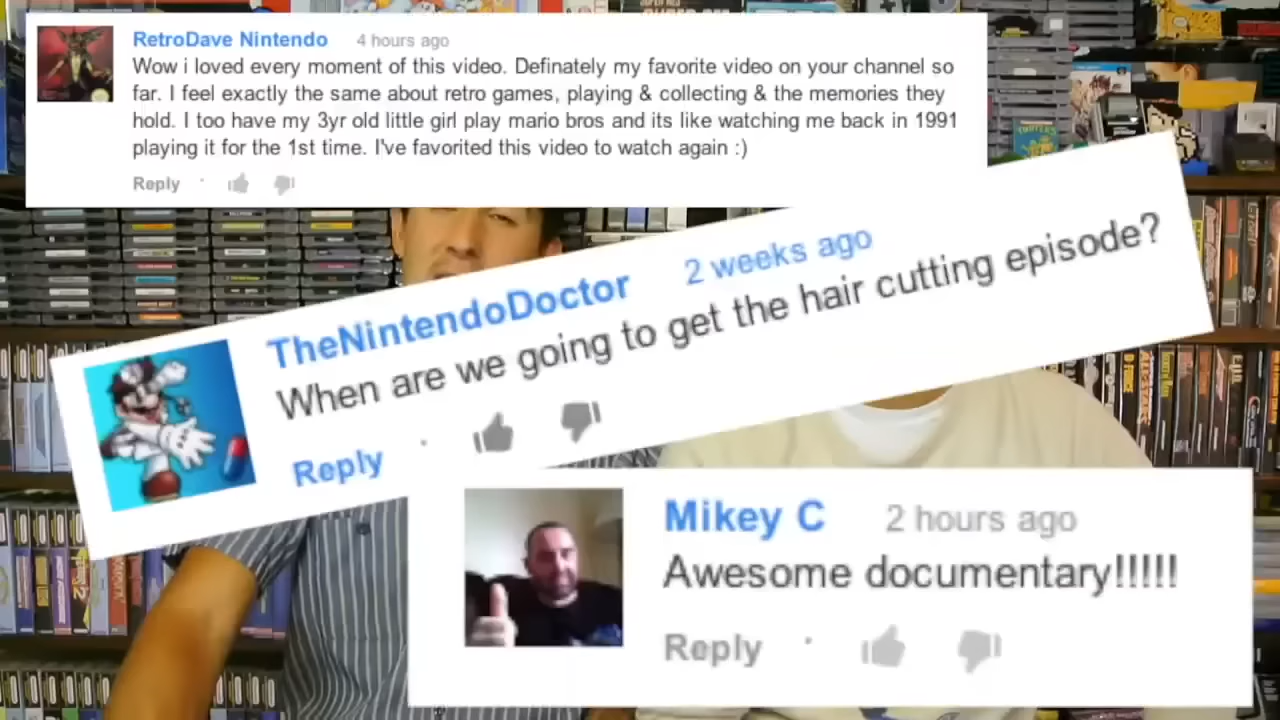 RetroDave Nintendo 4 hours ago
Wow i loved every moment of this video. Definately my favorite video on your channel so
far. I feel exactly the same about retro games, playing & collecting & the memories they
hold. I too have my 3yr old little girl play mario bros and its like watching me back in 1991
playing it for the 1st time. I've favorited this video to watch again :)
Reply
TheNintendoDoctor 2 weeks ago
When are we going to get the hair cutting episode?
Reply
Mikey C 2 hours ago
Awesome documentary!!!!!
Reply